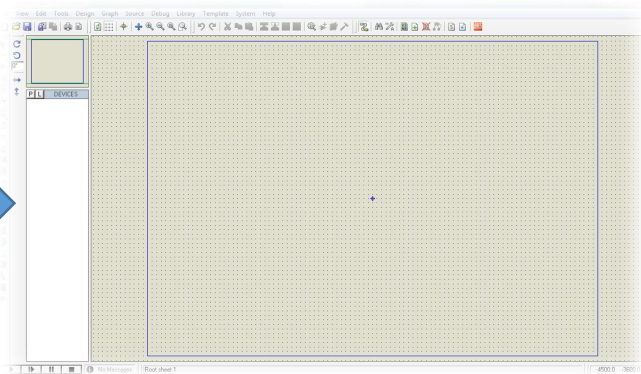 View Edit Tools Design Graph Source Debug Library Template System Help
P L DEVICES
No Messages Root sheet 1 -4500.0 -3600.0